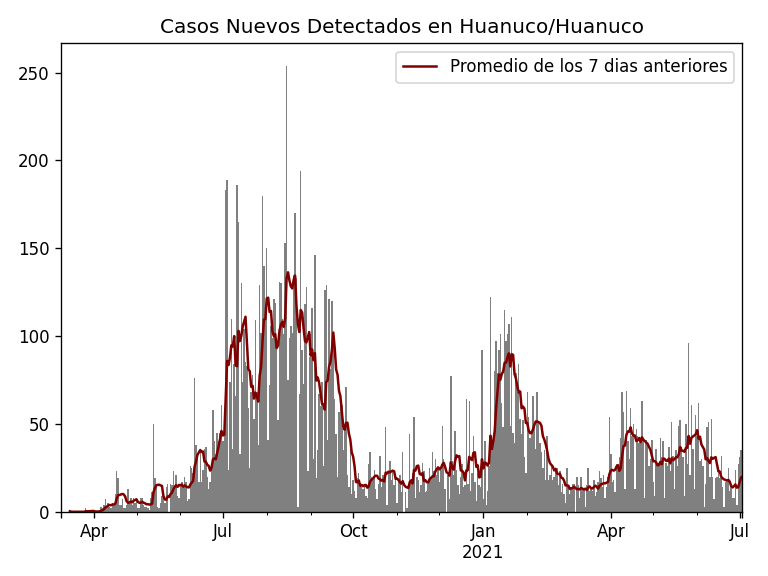 Casos Nuevos Detectados en Huanuco/Huanuco
Promedio de los 7 dias anteriores
250
200
150
100
50
0
Apr Jul Oct Jan Apr Jul
2021